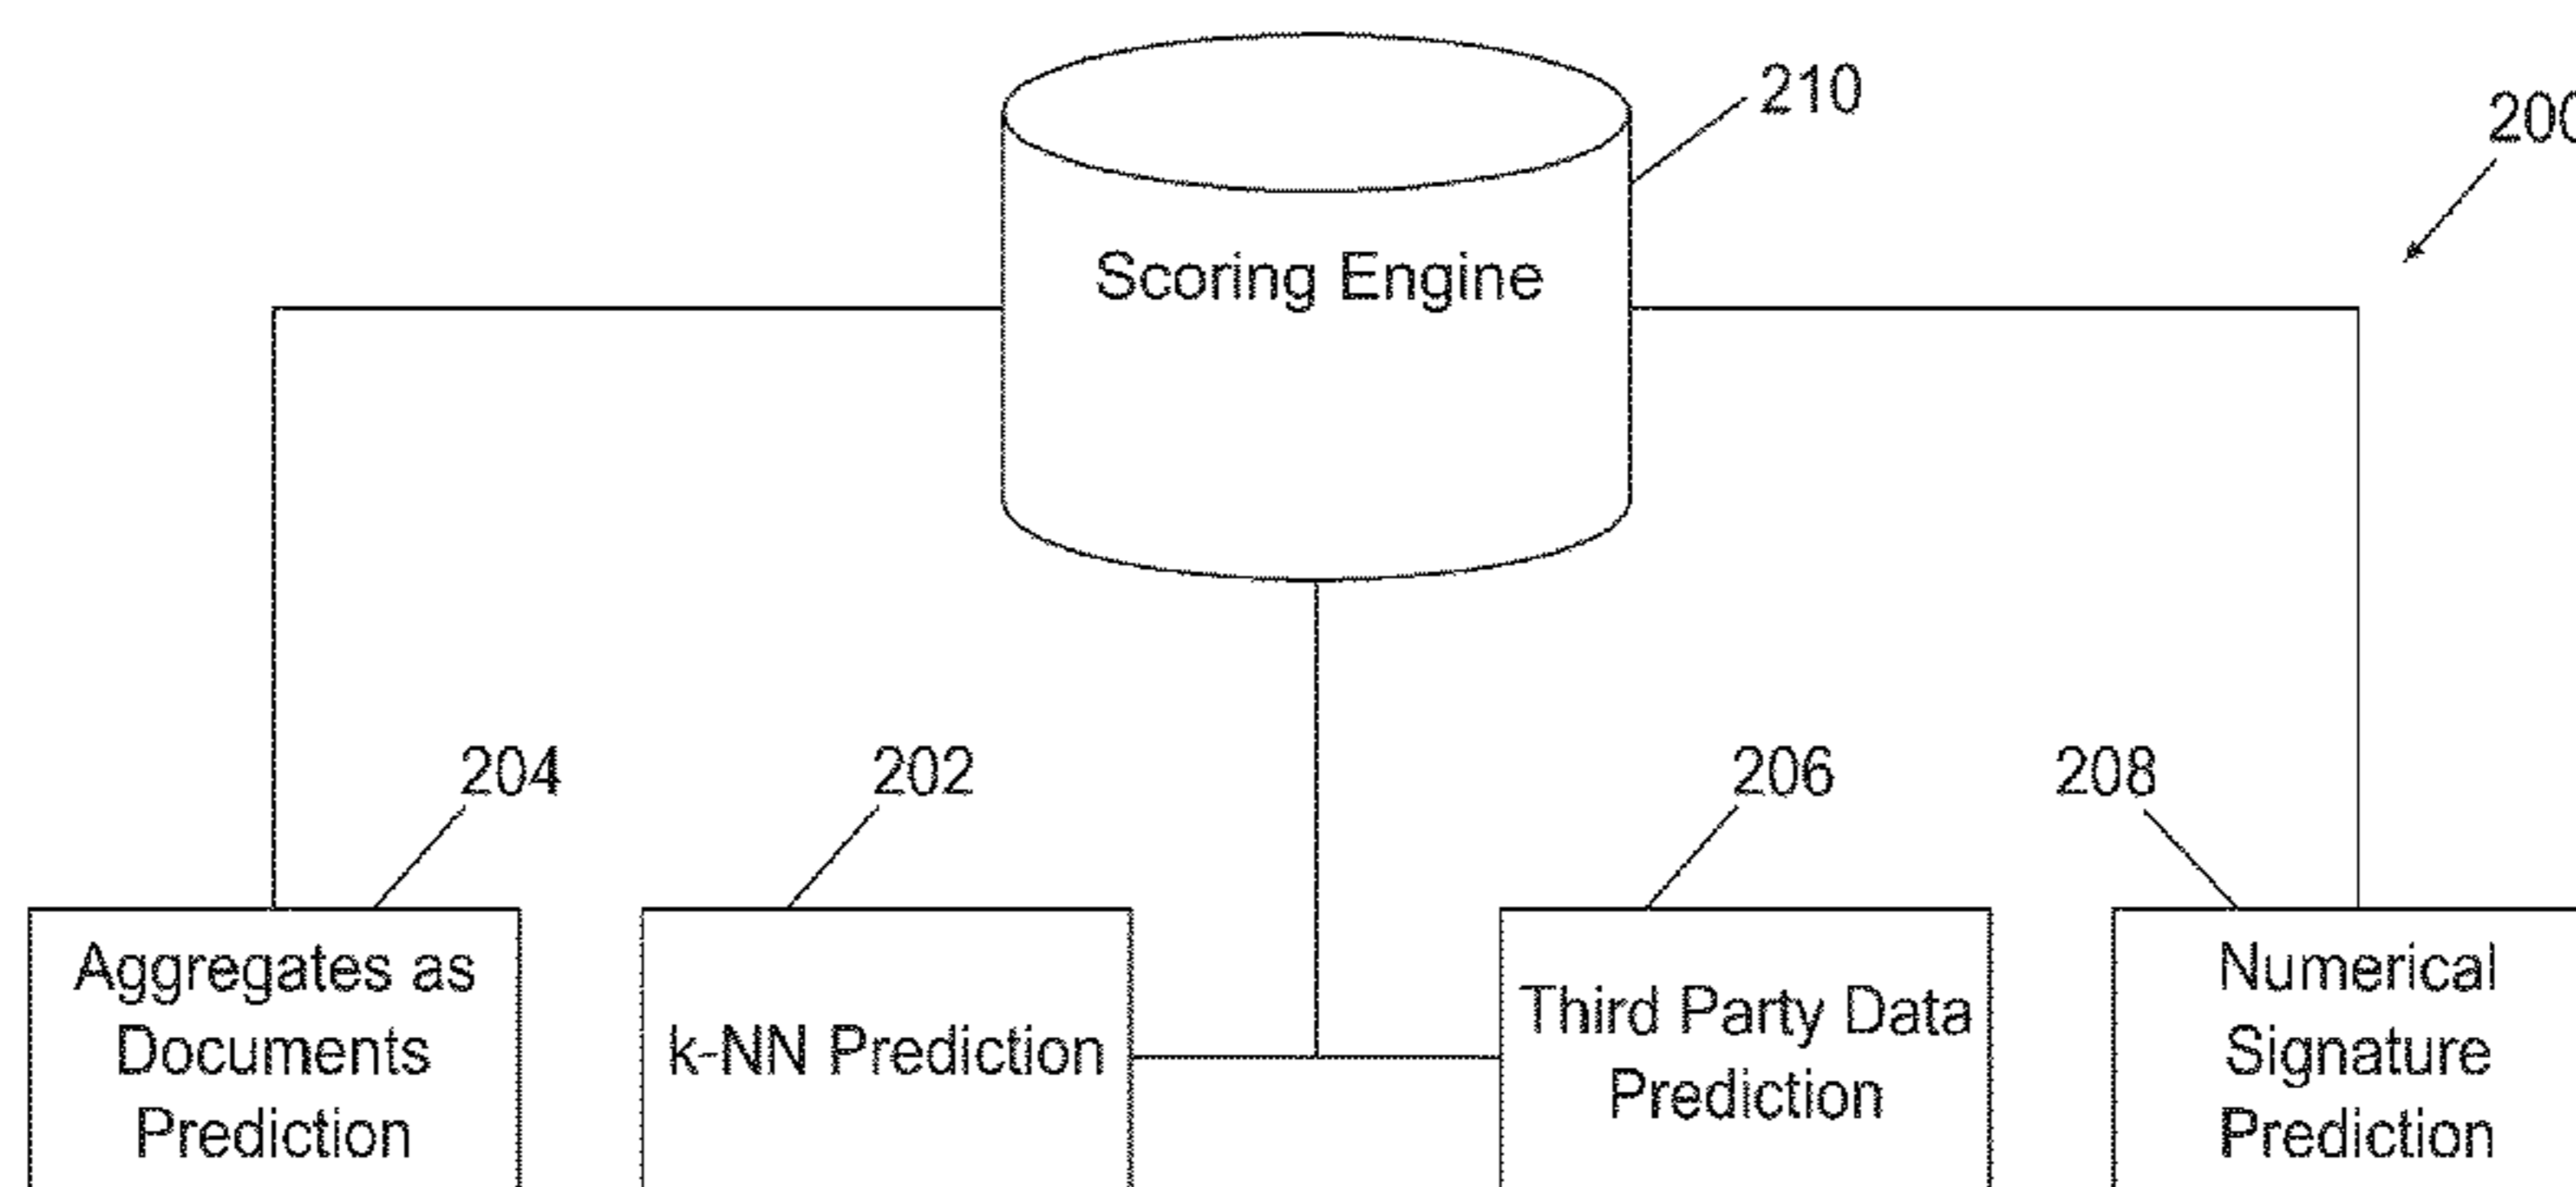 210
200
Scoring Engine
204
202
206
208
Aggregates as
Documents
Prediction
k-NN Prediction
Third Party Data
Prediction
Numerical
Signature
Prediction